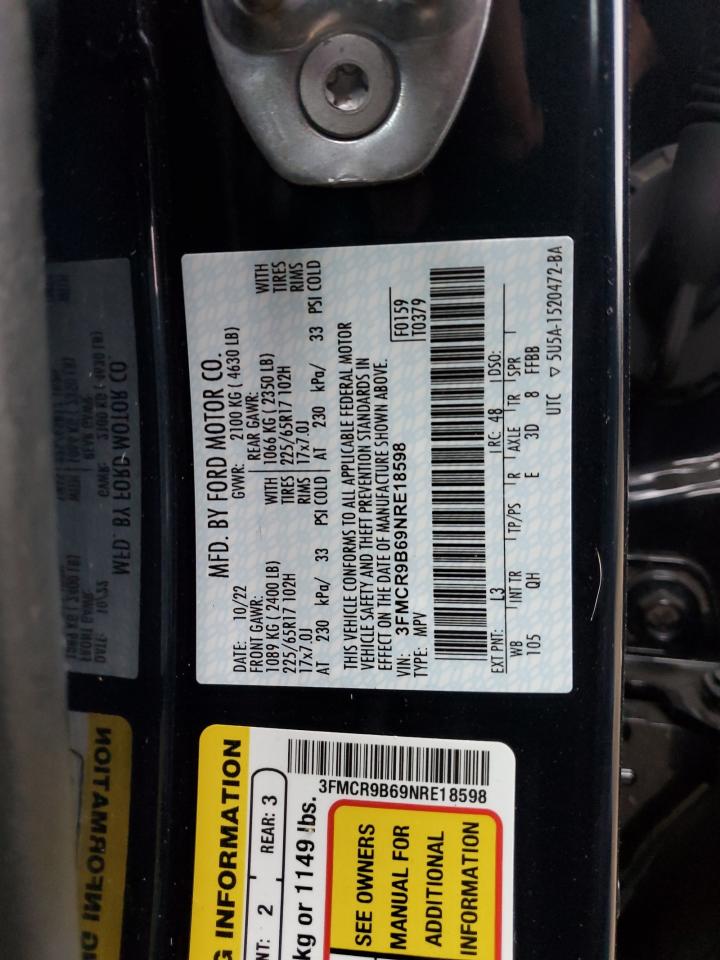 MFD. BY FORD MOTOR CO.
DATE: 10/22 GVWR: 2100 KG ( 4630 LB)
FRONT GAWR: REAR GAWR:
1089 KG ( 2400 LB) WITH 1066 KG ( 2350 LB) WITH
225/65R17 102H TIRES 225/65R17 102H TIRES
17x7.0J RIMS 17x7.0J RIMS
AT 230 kPa/ 33 PSI COLD AT 230 kPa/ 33 PSI COLD
THIS VEHICLE CONFORMS TO ALL APPLICABLE FEDERAL MOTOR
VEHICLE SAFETY AND THEFT PREVENTION STANDARDS IN
EFFECT ON THE DATE OF MANUFACTURE SHOWN ABOVE.
VIN: 3FMCR9B69NRE18598
TYPE: MPV
F0159
T0379
EXT PNT: L3 RC: 48 DSO:
WB INT TR TP/PS R AXLE TR SPR
105 QH E 3D 8 FFBB
UTC ▽ 5U5A-1520472-BA
G INFORMATION
NT: 2 REAR: 3
kg or 1149 lbs.
3FMCR9B69NRE18598
SEE OWNERS
MANUAL FOR
ADDITIONAL
INFORMATION